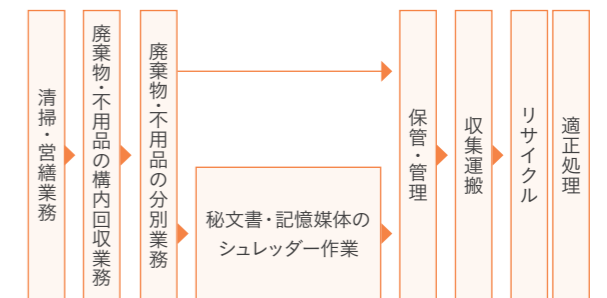 清掃・営繕業務
廃棄物・不用品の構内回収業務
廃棄物・不用品の分別業務
秘文書・記憶媒体の
シュレッダー作業
保管・管理
収集運搬
リサイクル
適正処理